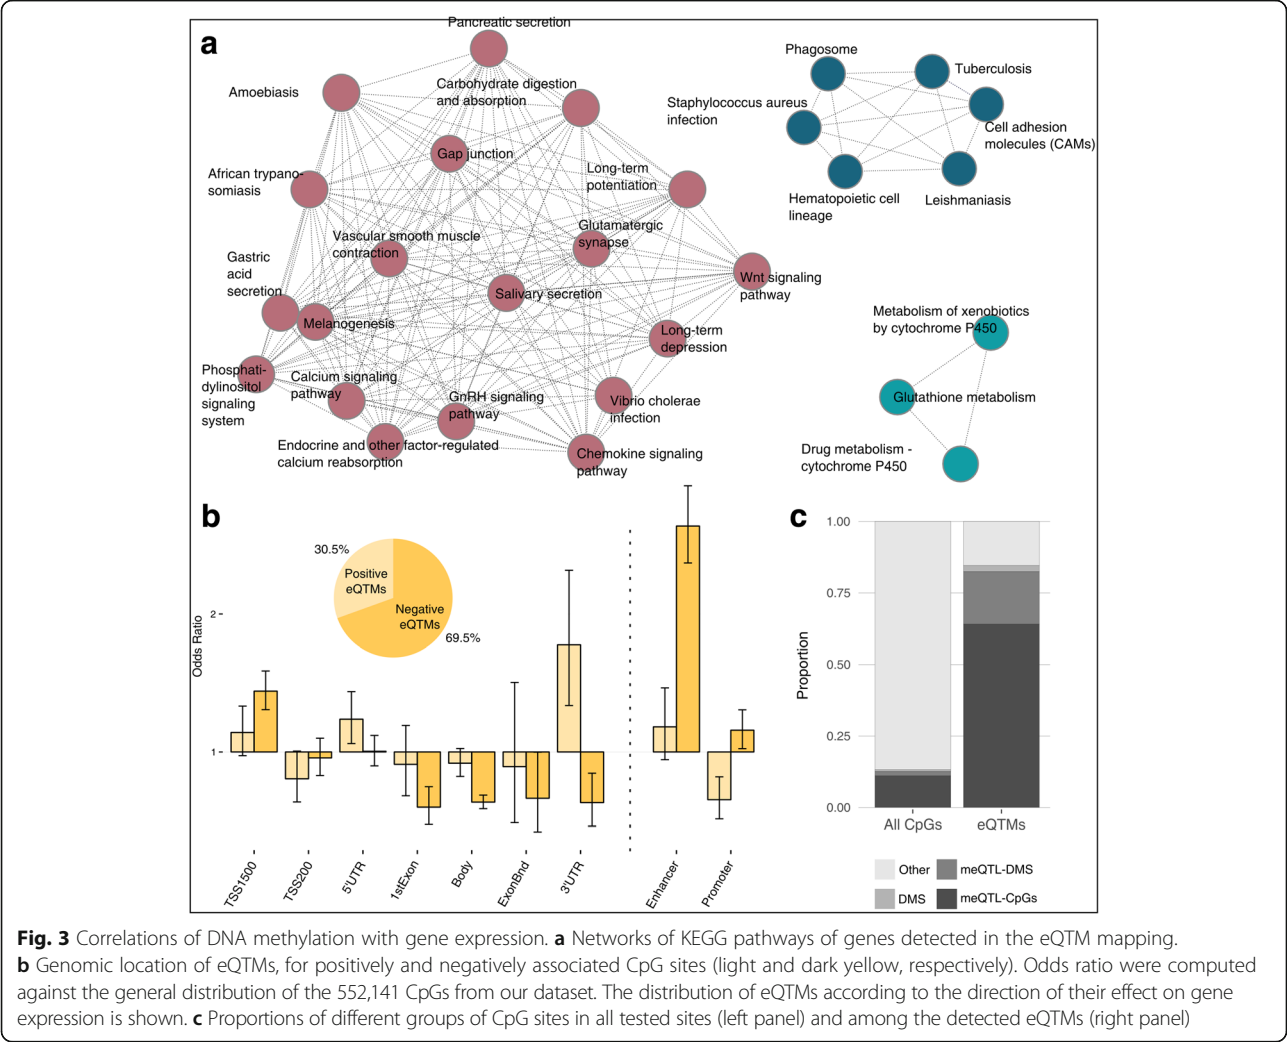 a
Pancreatic secretion
Amoebiasis
Carbohydrate digestion
and absorption
Gap junction
African trypano-
somiasis
Long-term
potentiation
Vascular smooth muscle
contraction
Glutamatergic
synapse
Gastric
acid
secretion
Wnt signaling
pathway
Salivary secretion
Melanogenesis
Long-term
depression
Phosphati-
dylinositol
signaling
system
Calcium signaling
pathway
GnRH signaling
pathway
Vibrio cholerae
infection
Endocrine and other factor-regulated
calcium reabsorption
Chemokine signaling
pathway
Phagosome
Tuberculosis
Staphylococcus aureus
infection
Cell adhesion
molecules (CAMs)
Hematopoietic cell
lineage
Leishmaniasis
Metabolism of xenobiotics
by cytochrome P450
Glutathione metabolism
Drug metabolism -
cytochrome P450
b
30.5%
Positive
eQTMs
Negative
eQTMs
69.5%
Odds Ratio
2
1
TSS1500
TSS200
5'UTR
1stExon
Body
ExonBnd
3'UTR
Enhancer
Promoter
c
Proportion
1.00
0.75
0.50
0.25
0.00
All CpGs
eQTMs
Other
meQTL-DMS
DMS
meQTL-CpGs
Fig. 3 Correlations of DNA methylation with gene expression. a Networks of KEGG pathways of genes detected in the eQTM mapping.
b Genomic location of eQTMs, for positively and negatively associated CpG sites (light and dark yellow, respectively). Odds ratio were computed
against the general distribution of the 552,141 CpGs from our dataset. The distribution of eQTMs according to the direction of their effect on gene
expression is shown. c Proportions of different groups of CpG sites in all tested sites (left panel) and among the detected eQTMs (right panel)